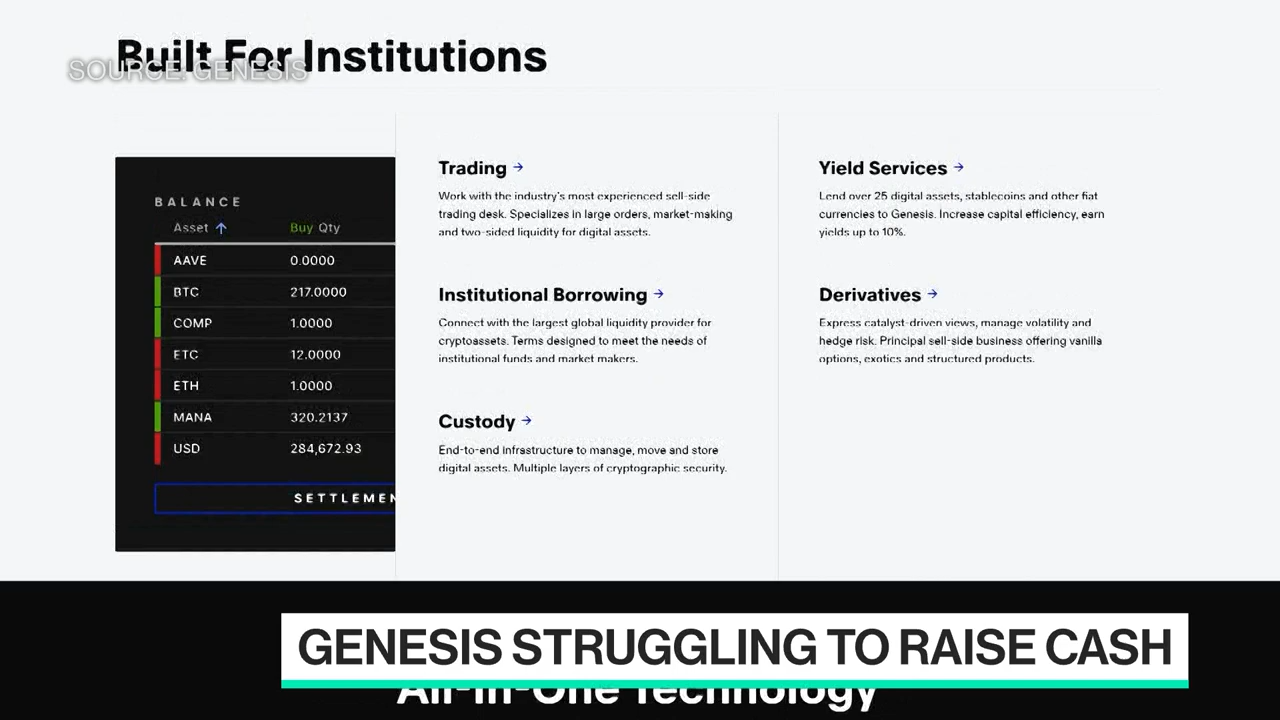 Built For Institutions
SOURCE: GENESIS
BALANCE
Asset ↑ Buy Qty
AAVE 0.0000
BTC 217.0000
COMP 1.0000
ETC 12.0000
ETH 1.0000
MANA 320.2137
USD 284,672.93
SETTLEMEN
Trading →
Work with the industry's most experienced sell-side
trading desk. Specializes in large orders, market-making
and two-sided liquidity for digital assets.
Institutional Borrowing →
Connect with the largest global liquidity provider for
cryptoassets. Terms designed to meet the needs of
institutional funds and market makers.
Custody →
End-to-end infrastructure to manage, move and store
digital assets. Multiple layers of cryptographic security.
Yield Services →
Lend over 25 digital assets, stablecoins and other fiat
currencies to Genesis. Increase capital efficiency, earn
yields up to 10%.
Derivatives →
Express catalyst-driven views, manage volatility and
hedge risk. Principal sell-side business offering vanilla
options, exotics and structured products.
GENESIS STRUGGLING TO RAISE CASH
All-In-One Technology